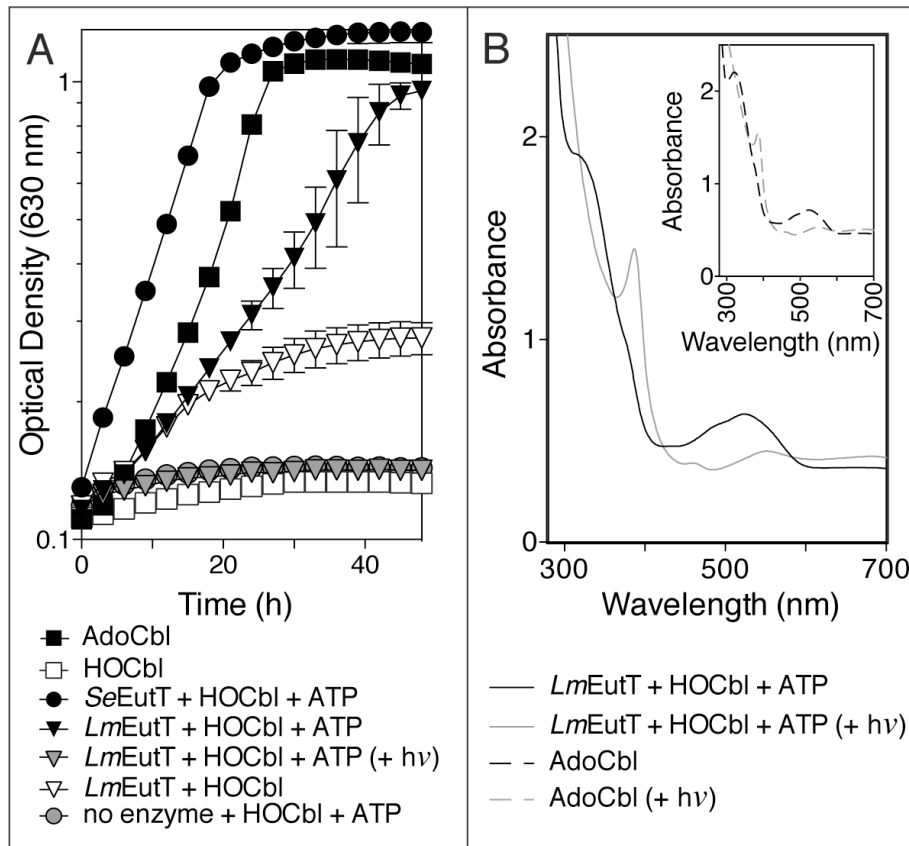 A
Optical Density (630 nm)
1
0.1
0
20
40
Time (h)
AdoCbl
HOCbl
SeEutT + HOCbl + ATP
LmEutT + HOCbl + ATP
LmEutT + HOCbl + ATP (+ hν)
LmEutT + HOCbl
no enzyme + HOCbl + ATP
B
Absorbance
2
1
0
300
500
700
Wavelength (nm)
Absorbance
2
1
0
300
500
700
Wavelength (nm)
LmEutT + HOCbl + ATP
LmEutT + HOCbl + ATP (+ hν)
AdoCbl
AdoCbl (+ hν)